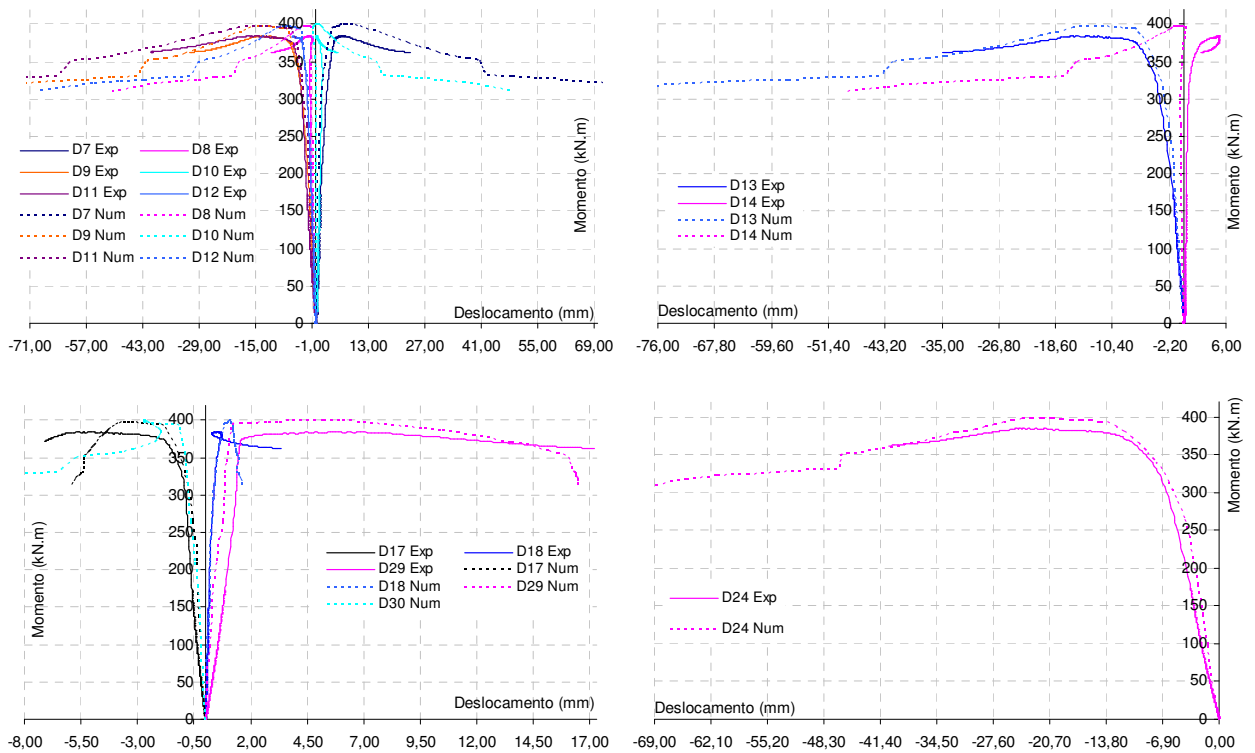 400
350
300
250
200
150
100
50
0
Momento (kN.m)
D7 Exp D8 Exp
D9 Exp D10 Exp
D11 Exp D12 Exp
D7 Num D8 Num
D9 Num D10 Num
D11 Num D12 Num
Deslocamento (mm)
-71,00 -57,00 -43,00 -29,00 -15,00 -1,00 13,00 27,00 41,00 55,00 69,00
400
350
300
250
200
150
100
50
0
Momento (kN.m)
D13 Exp
D14 Exp
D13 Num
D14 Num
Deslocamento (mm)
-76,00 -67,80 -59,60 -51,40 -43,20 -35,00 -26,80 -18,60 -10,40 -2,20 6,00
400
350
300
250
200
150
100
50
0
Momento (kN.m)
D17 Exp D18 Exp
D29 Exp D17 Num
D18 Num D29 Num
D30 Num
Deslocamento (mm)
-8,00 -5,50 -3,00 -0,50 2,00 4,50 7,00 9,50 12,00 14,50 17,00
400
350
300
250
200
150
100
50
0
Momento (kN.m)
D24 Exp
D24 Num
Deslocamento (mm)
-69,00 -62,10 -55,20 -48,30 -41,40 -34,50 -27,60 -20,70 -13,80 -6,90 0,00